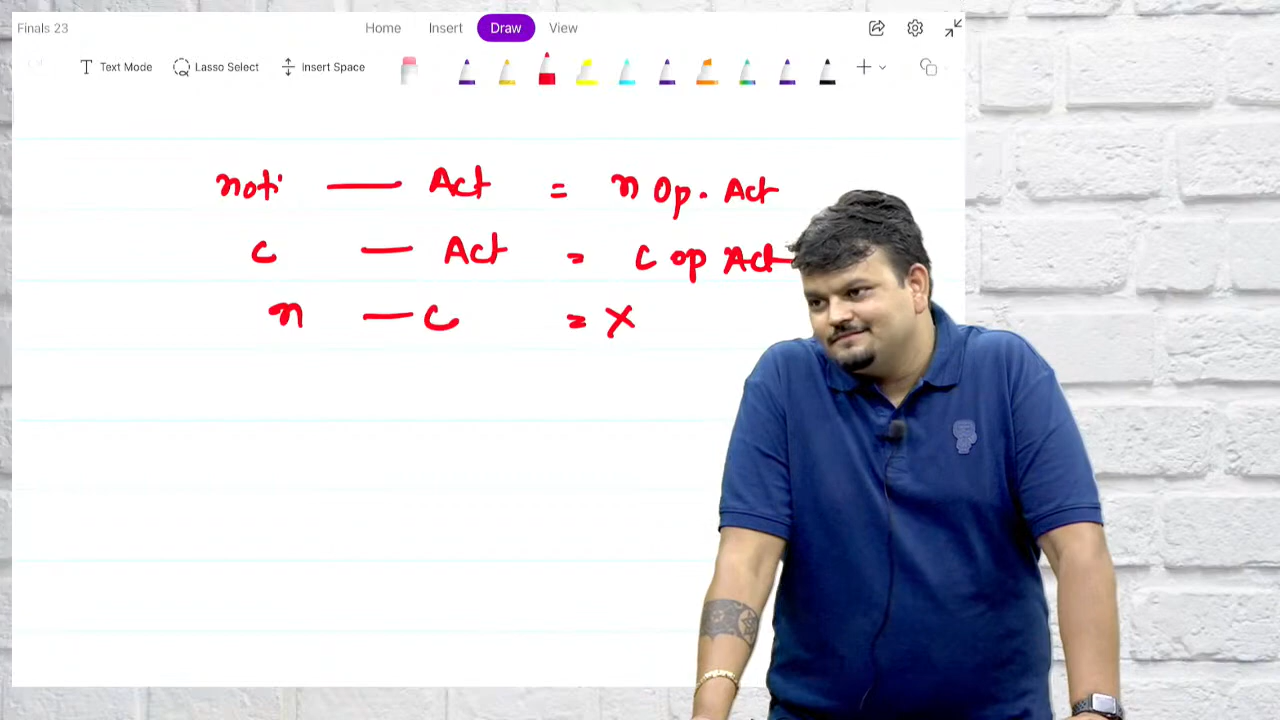 Finals 23
Home Insert Draw View
Text Mode Lasso Select Insert Space
noti — Act = n Op. Act
c — Act = c op Act
n — c = x